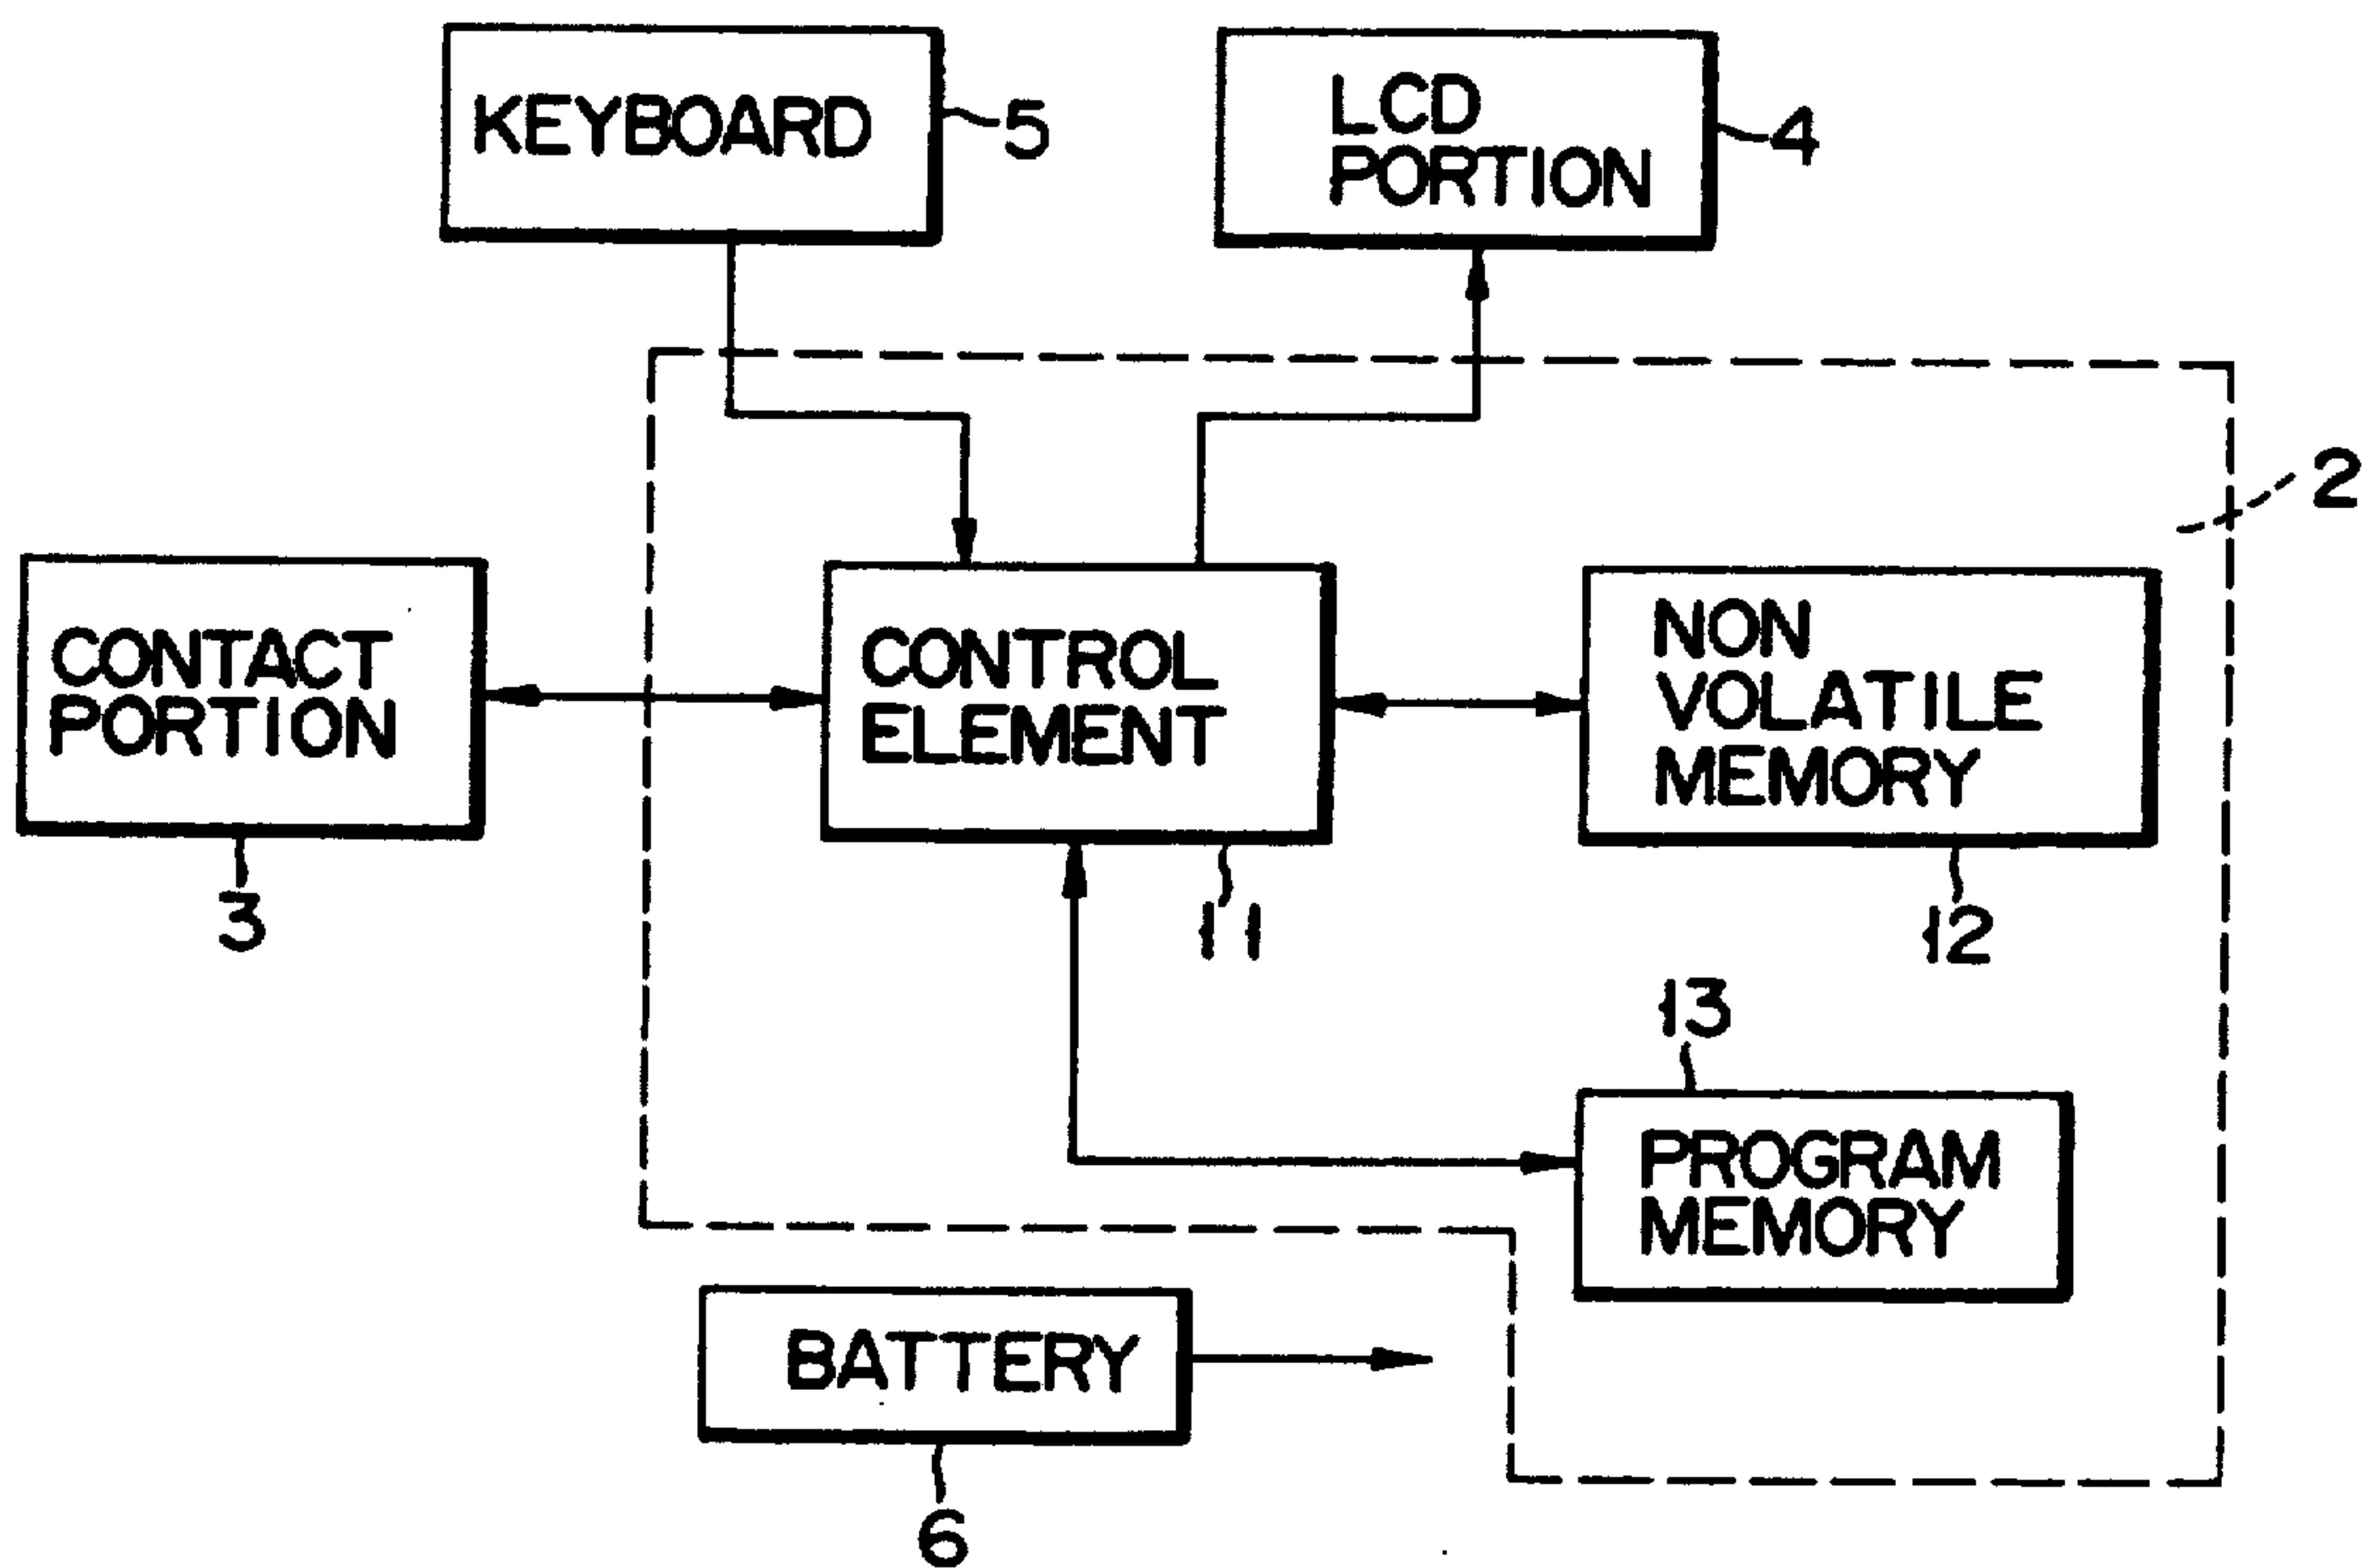 KEYBOARD
5
LCD
PORTION
4
2
CONTACT
PORTION
3
CONTROL
ELEMENT
11
NON
VOLATILE
MEMORY
12
13
PROGRAM
MEMORY
BATTERY
6